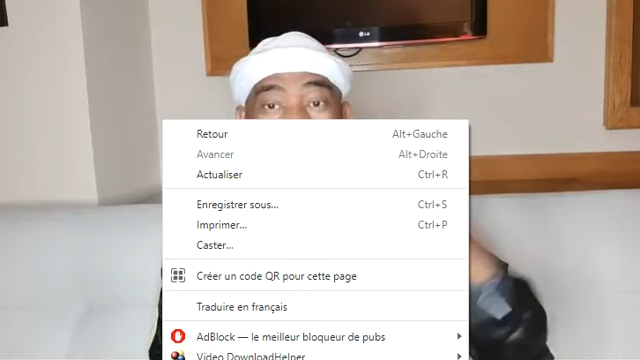 LG
Retour Alt+Gauche
Avancer Alt+Droite
Actualiser Ctrl+R
Enregistrer sous... Ctrl+S
Imprimer... Ctrl+P
Caster...
Créer un code QR pour cette page
Traduire en français
AdBlock — le meilleur bloqueur de pubs
Video DownloadHelper